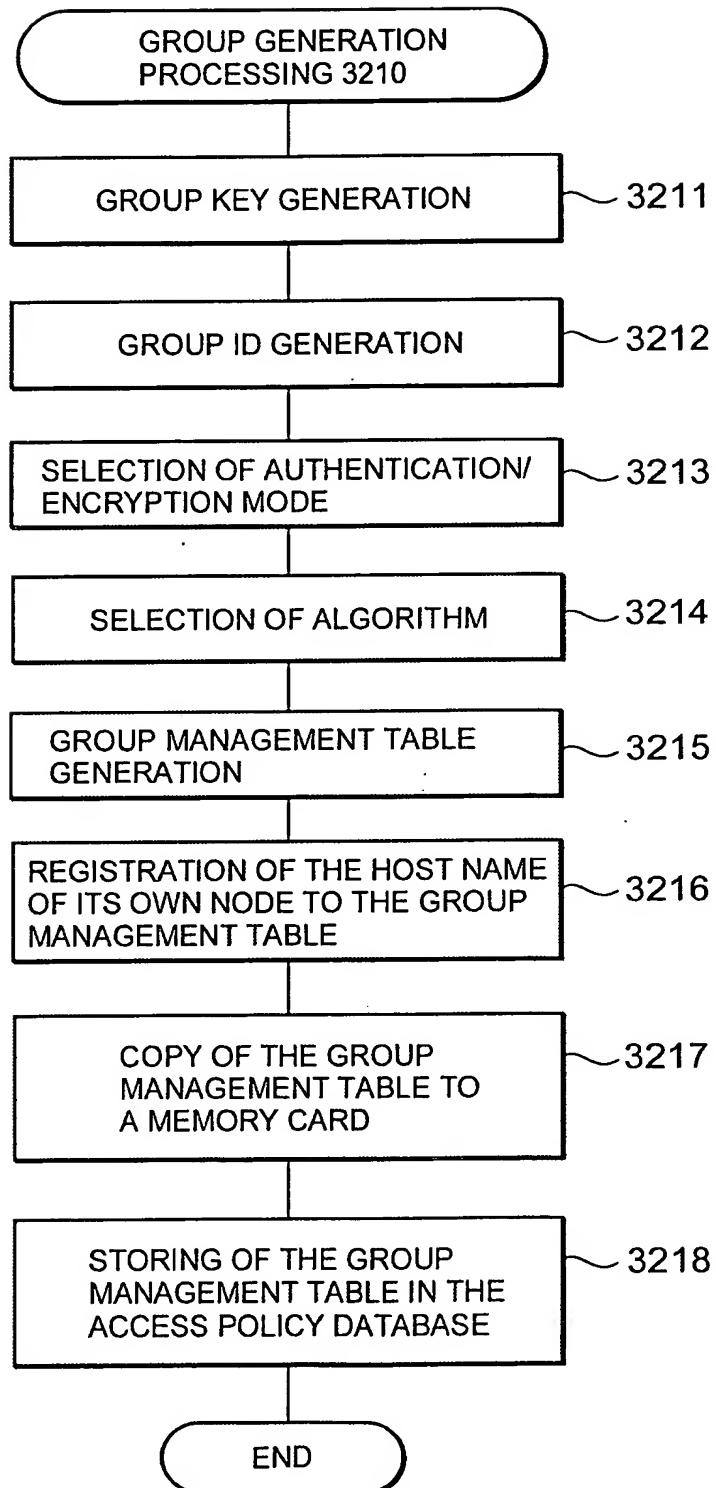 GROUP GENERATION
PROCESSING 3210
GROUP KEY GENERATION
3211
GROUP ID GENERATION
3212
SELECTION OF AUTHENTICATION/
ENCRYPTION MODE
3213
SELECTION OF ALGORITHM
3214
GROUP MANAGEMENT TABLE
GENERATION
3215
REGISTRATION OF THE HOST NAME
OF ITS OWN NODE TO THE GROUP
MANAGEMENT TABLE
3216
COPY OF THE GROUP
MANAGEMENT TABLE TO
A MEMORY CARD
3217
STORING OF THE GROUP
MANAGEMENT TABLE IN THE
ACCESS POLICY DATABASE
3218
END